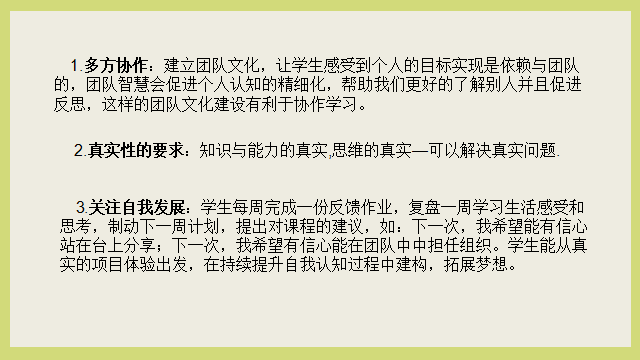 1.多方协作：建立团队文化，让学生感受到个人的目标实现是依赖与团队
的，团队智慧会促进个人认知的精细化，帮助我们更好的了解别人并且促进
反思，这样的团队文化建设有利于协作学习。
2.真实性的要求：知识与能力的真实,思维的真实—可以解决真实问题.
3.关注自我发展：学生每周完成一份反馈作业，复盘一周学习生活感受和
思考，制动下一周计划，提出对课程的建议，如：下一次，我希望能有信心
站在台上分享；下一次，我希望有信心能在团队中中担任组织。学生能从真
实的项目体验出发，在持续提升自我认知过程中建构，拓展梦想。